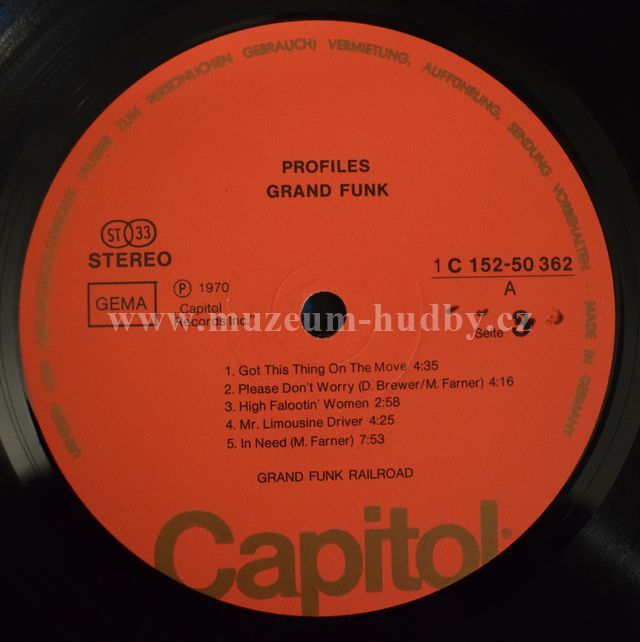 (AUSSER ZUM PERSÖNLICHEN GEBRAUCH) VERMIETUNG, AUFFÜHRUNG, SENDUNG VORBEHALTEN · MADE IN GERMANY
PROFILES
GRAND FUNK
ST 33
STEREO
GEMA
Ⓟ 1970
Capitol
Records Inc.
1 C 152-50 362
A
Seite
www.muzeum-hudby.cz
1. Got This Thing On The Move 4:35
2. Please Don't Worry (D. Brewer/M. Farner) 4:16
3. High Falootin' Women 2:58
4. Mr. Limousine Driver 4:25
5. In Need (M. Farner) 7:53
GRAND FUNK RAILROAD
Capitol